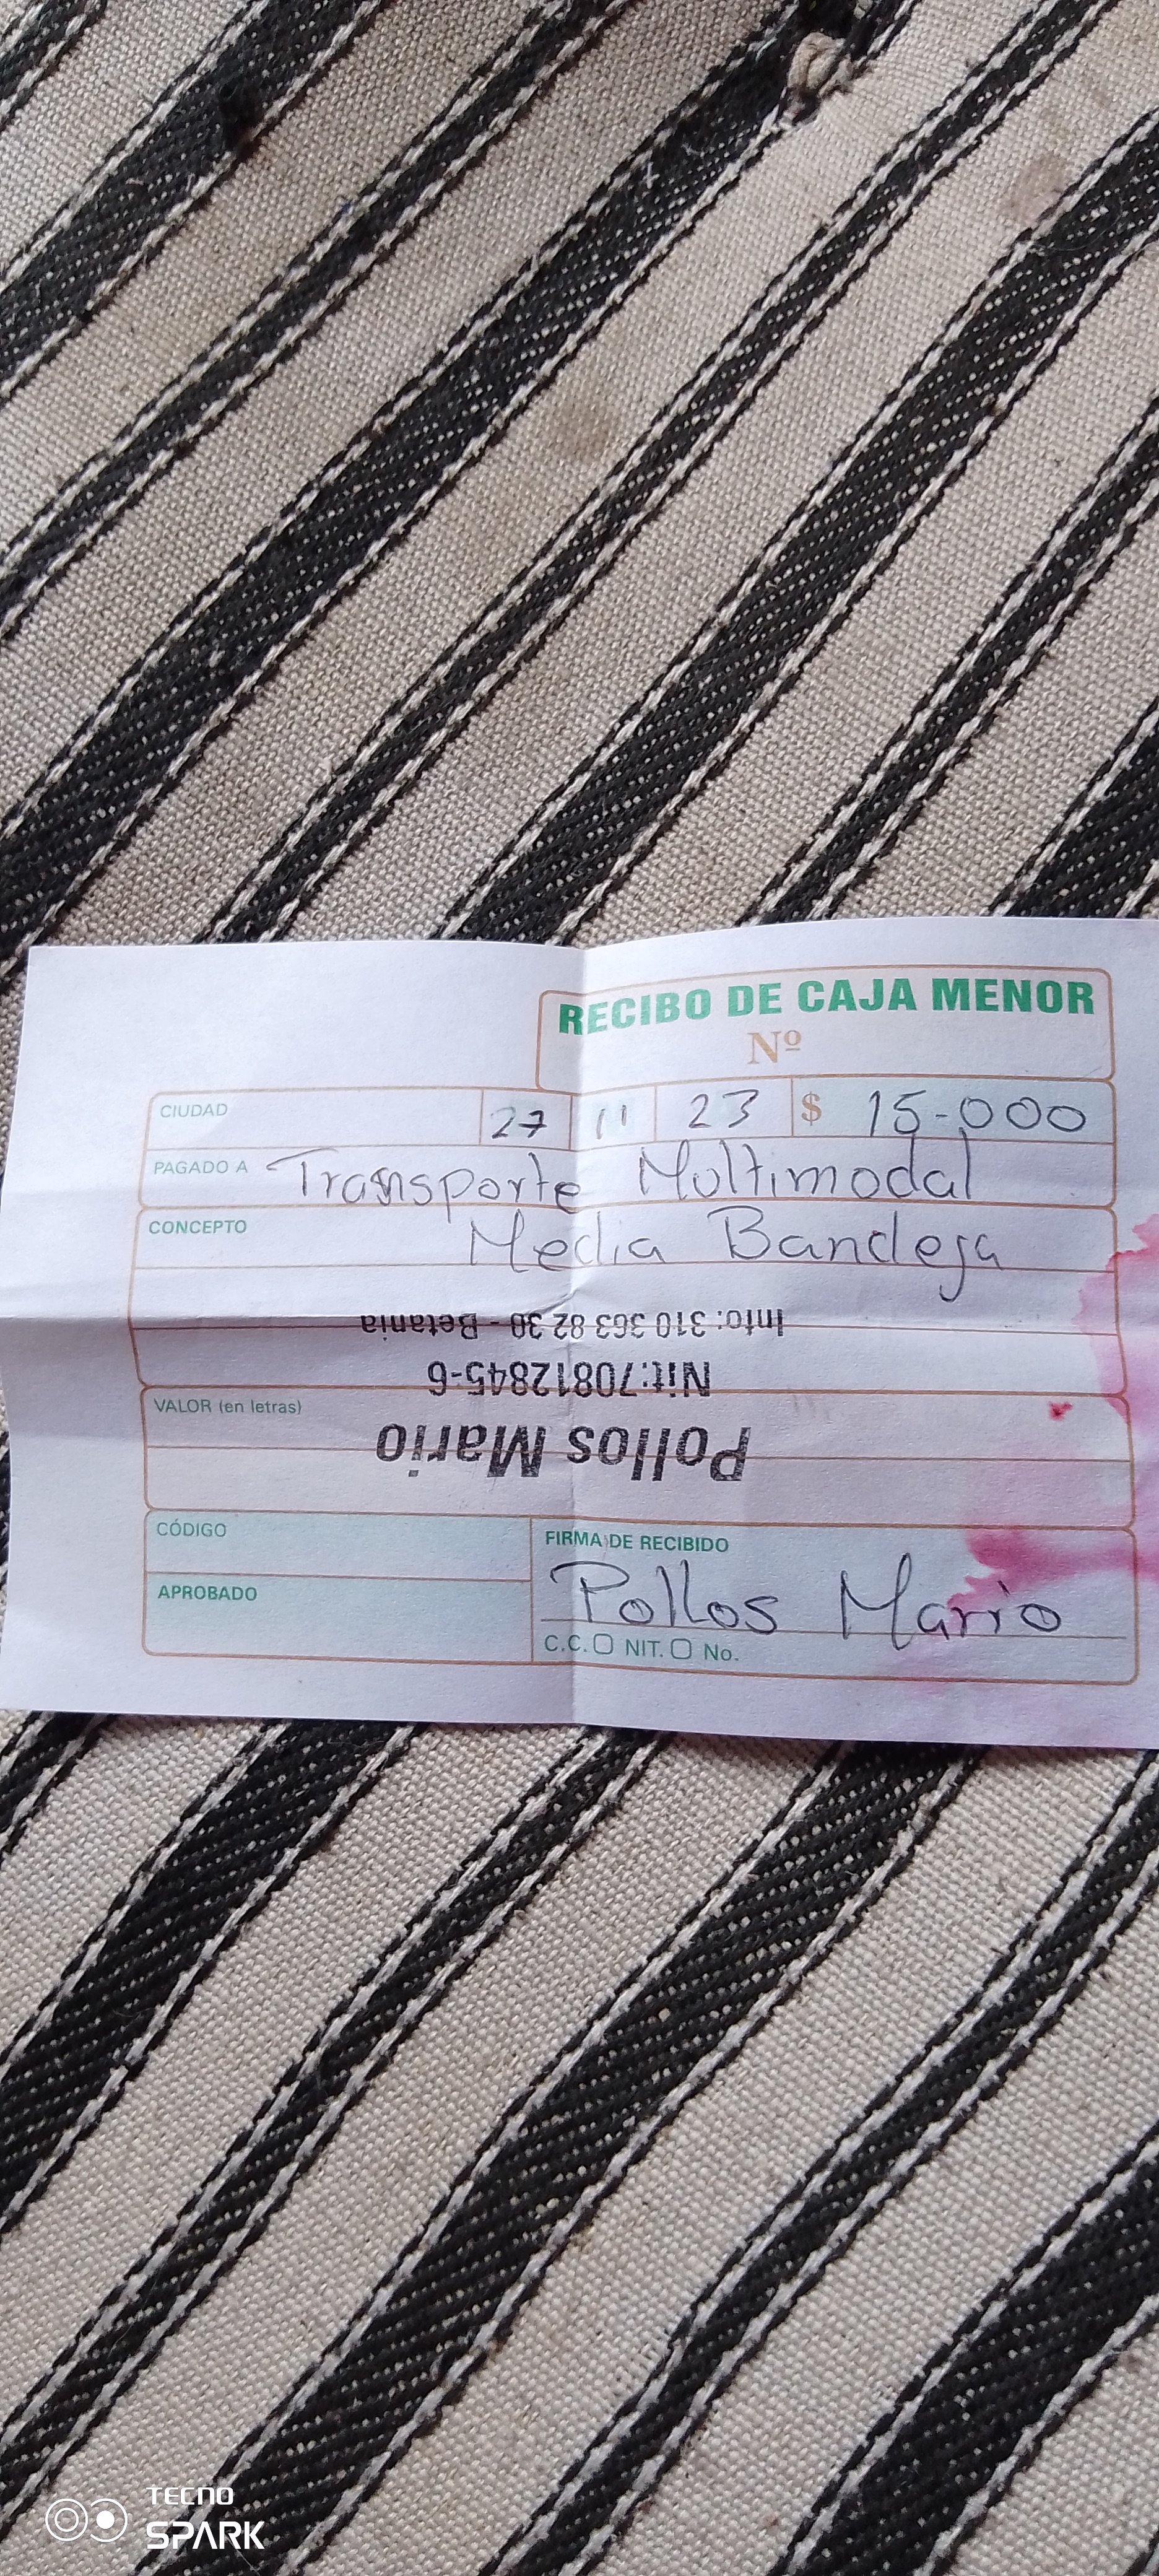 RECIBO DE CAJA MENOR
Nº
CIUDAD 27 11 23 $ 15-000
PAGADO A Transporte Multimodal
CONCEPTO Media Bandeja
Pollos Mario
Nit:70812845-6
Info: 310 363 82 30 - Betania
VALOR (en letras)
CÓDIGO
APROBADO
FIRMA DE RECIBIDO
Pollos Mario
C.C. NIT. No.
TECNO
SPARK